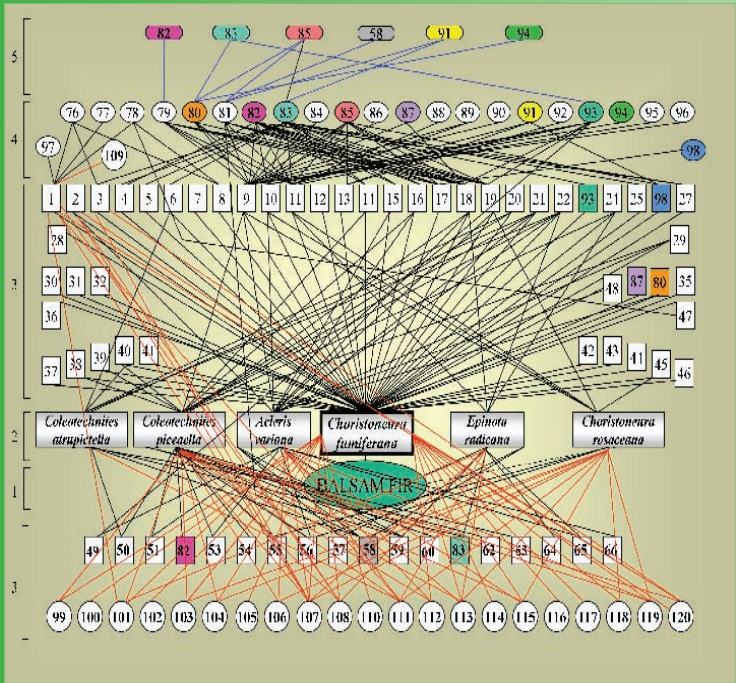 82 83 85 58 91 94
5
76 77 78 79 80 81 82 83 84 85 86 87 88 89 90 91 92 93 94 95 96
4
97 109 98
1 2 3 4 5 6 7 8 9 10 11 12 13 14 15 16 17 18 19 20 21 22 93 24 25 98 27
28 29
3 30 31 32 48 87 80 35
36 47
37 38 39 40 41 42 43 41 45 46
2
Coleotechnites
atrupictella
Coleotechnites
piceaella
Acleris
variana
Choristoneura
fumiferana
Epinota
radicana
Choristoneura
rosaceana
1
BALSAM FIR
49 50 51 82 53 54 55 56 57 58 59 60 83 62 63 64 65 66
3
99 100 101 102 103 104 105 106 107 108 110 111 112 113 114 115 116 117 118 119 120